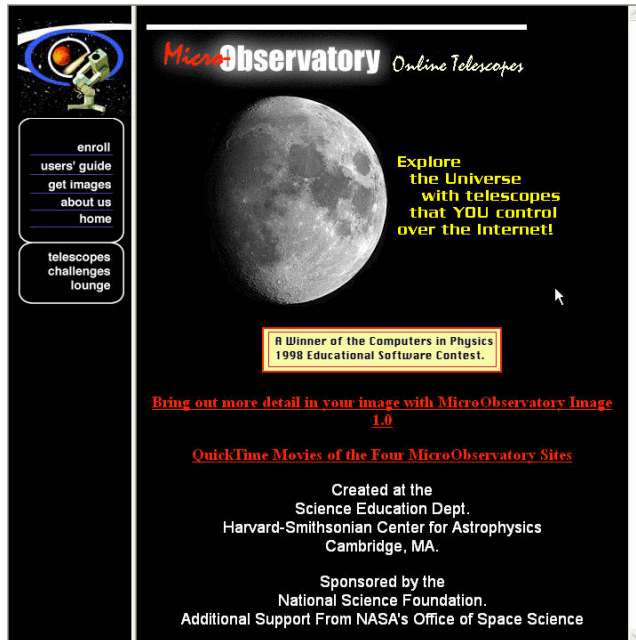 Micro-Observatory Online Telescopes
enroll
users' guide
get images
about us
home
telescopes
challenges
lounge
Explore
the Universe
with telescopes
that YOU control
over the Internet!
A Winner of the Computers in Physics
1998 Educational Software Contest.
Bring out more detail in your image with MicroObservatory Image
1.0
QuickTime Movies of the Four MicroObservatory Sites
Created at the
Science Education Dept.
Harvard-Smithsonian Center for Astrophysics
Cambridge, MA.
Sponsored by the
National Science Foundation.
Additional Support From NASA's Office of Space Science